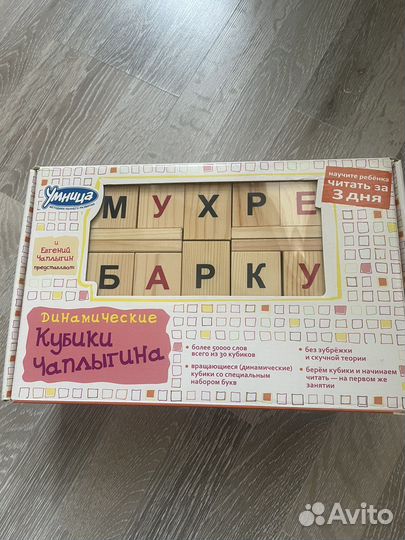 Умница
научите ребёнка
читать за
3 дня
М У Х Р Е
и
Евгений
Чаплыгин
представляют
Б А Р К У
Динамические
Кубики
Чаплыгина
• более 50000 слов
всего из 30 кубиков
• вращающиеся (динамические)
кубики со специальным
набором букв
• без зубрёжки
и скучной теории
• берём кубики и начинаем
читать — на первом же
занятии
Avito